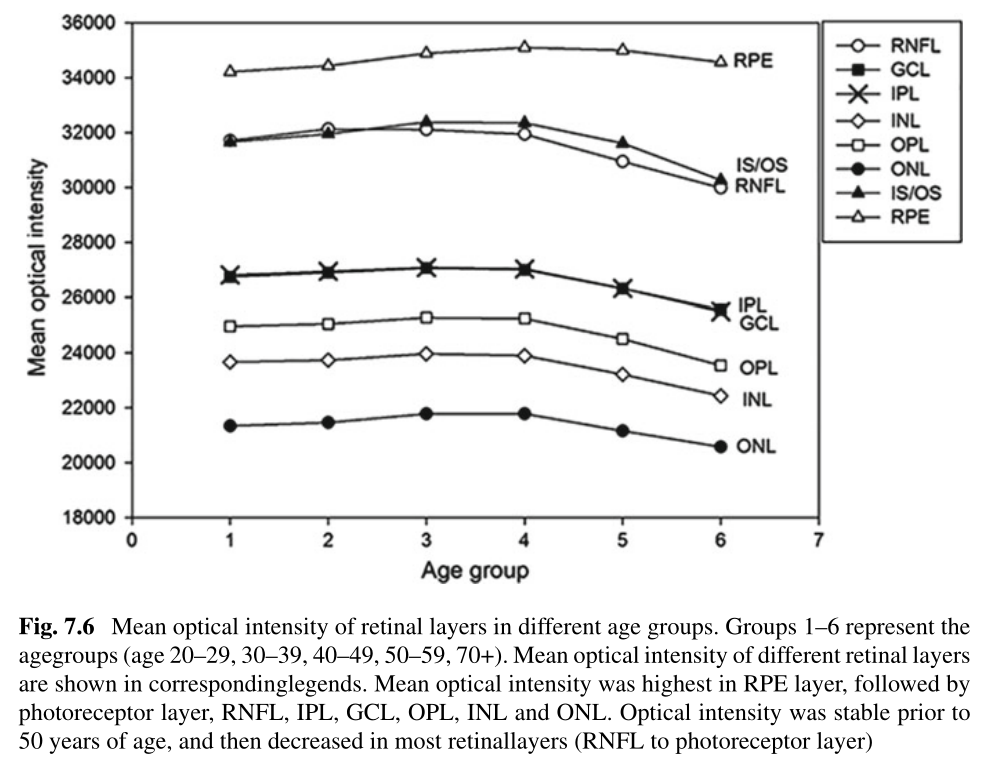 36000
34000
32000
30000
28000
26000
24000
22000
20000
18000
Mean optical intensity
0 1 2 3 4 5 6 7
Age group
RPE
IS/OS
RNFL
IPL
GCL
OPL
INL
ONL
RNFL
GCL
IPL
INL
OPL
ONL
IS/OS
RPE
Fig. 7.6 Mean optical intensity of retinal layers in different age groups. Groups 1–6 represent the
agegroups (age 20–29, 30–39, 40–49, 50–59, 70+). Mean optical intensity of different retinal layers
are shown in correspondinglegends. Mean optical intensity was highest in RPE layer, followed by
photoreceptor layer, RNFL, IPL, GCL, OPL, INL and ONL. Optical intensity was stable prior to
50 years of age, and then decreased in most retinallayers (RNFL to photoreceptor layer)